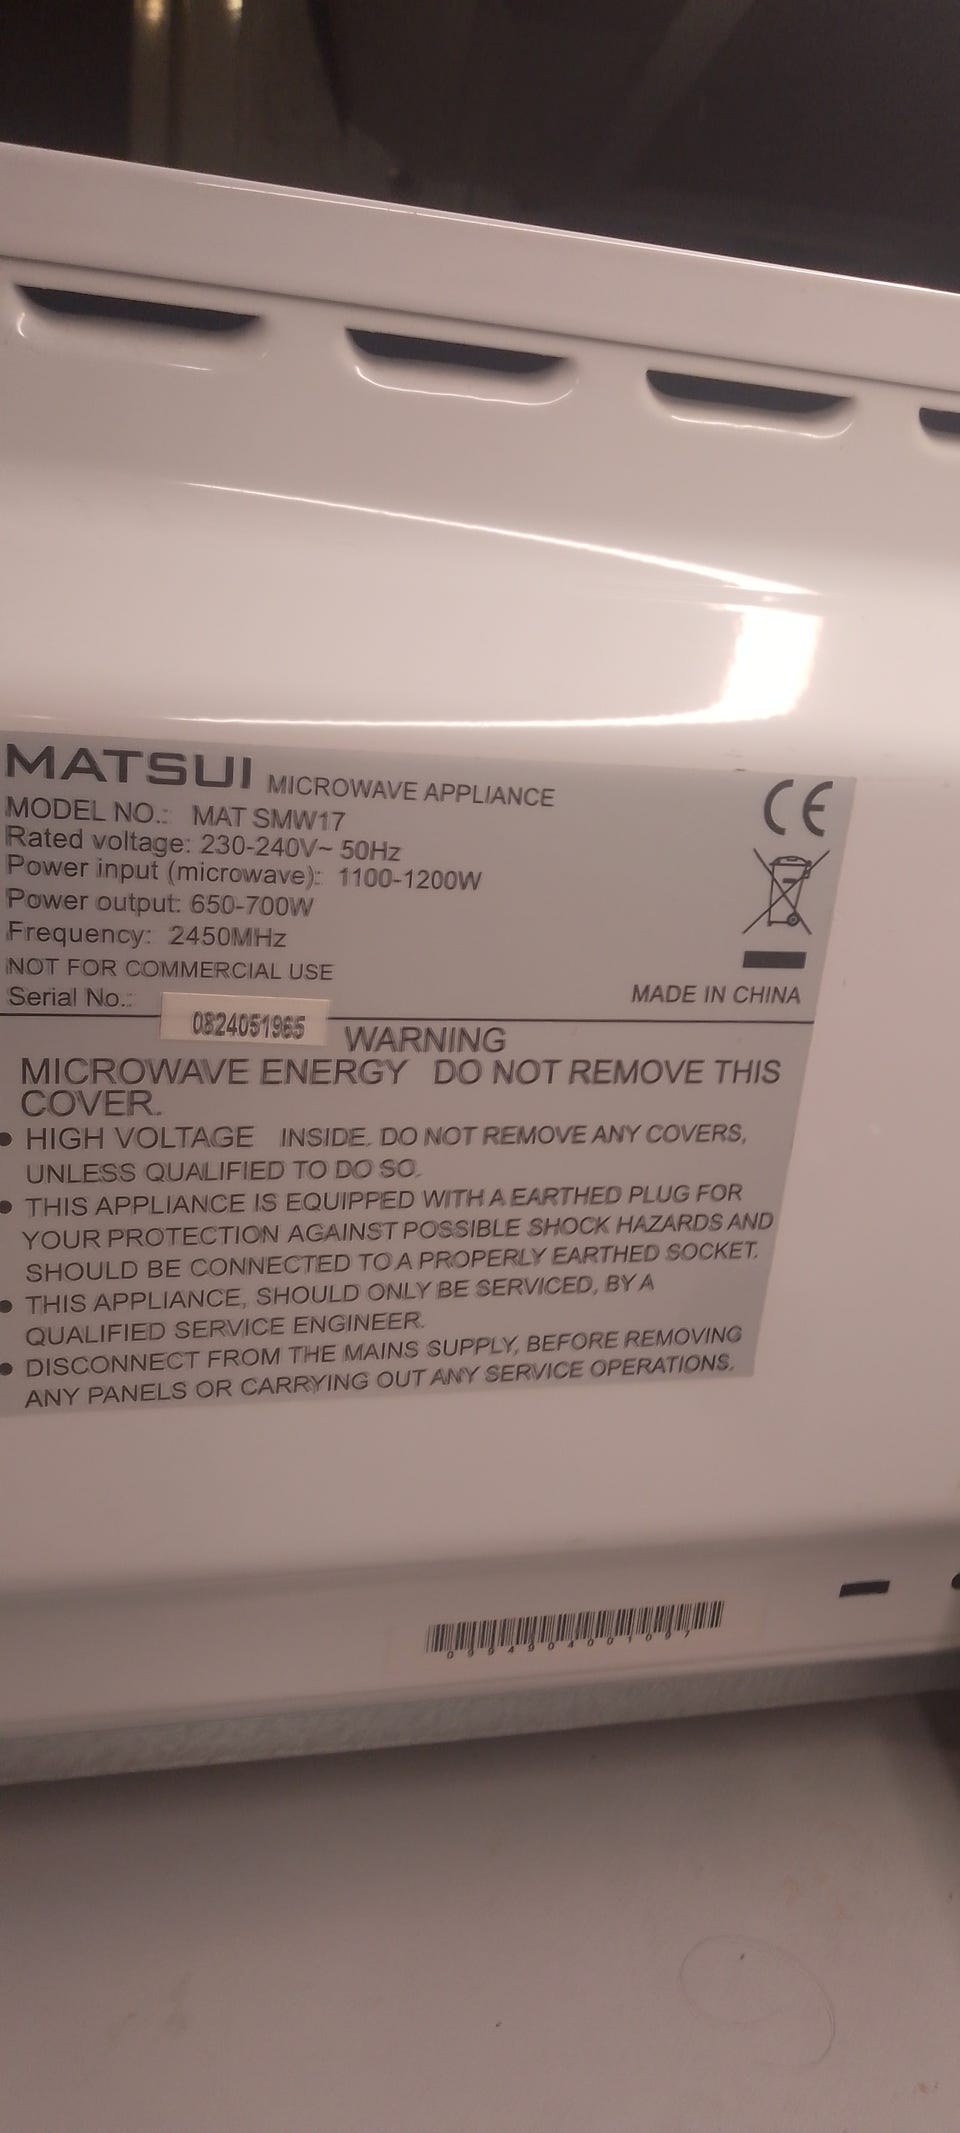 MATSUI MICROWAVE APPLIANCE
MODEL NO.: MAT SMW17
Rated voltage: 230-240V~ 50Hz
Power input (microwave): 1100-1200W
Power output: 650-700W
Frequency: 2450MHz
NOT FOR COMMERCIAL USE
Serial No.: 0824051965
CE
MADE IN CHINA
WARNING
MICROWAVE ENERGY DO NOT REMOVE THIS
COVER.
• HIGH VOLTAGE INSIDE. DO NOT REMOVE ANY COVERS,
UNLESS QUALIFIED TO DO SO.
• THIS APPLIANCE IS EQUIPPED WITH A EARTHED PLUG FOR
YOUR PROTECTION AGAINST POSSIBLE SHOCK HAZARDS AND
SHOULD BE CONNECTED TO A PROPERLY EARTHED SOCKET.
• THIS APPLIANCE, SHOULD ONLY BE SERVICED, BY A
QUALIFIED SERVICE ENGINEER.
• DISCONNECT FROM THE MAINS SUPPLY, BEFORE REMOVING
ANY PANELS OR CARRYING OUT ANY SERVICE OPERATIONS.